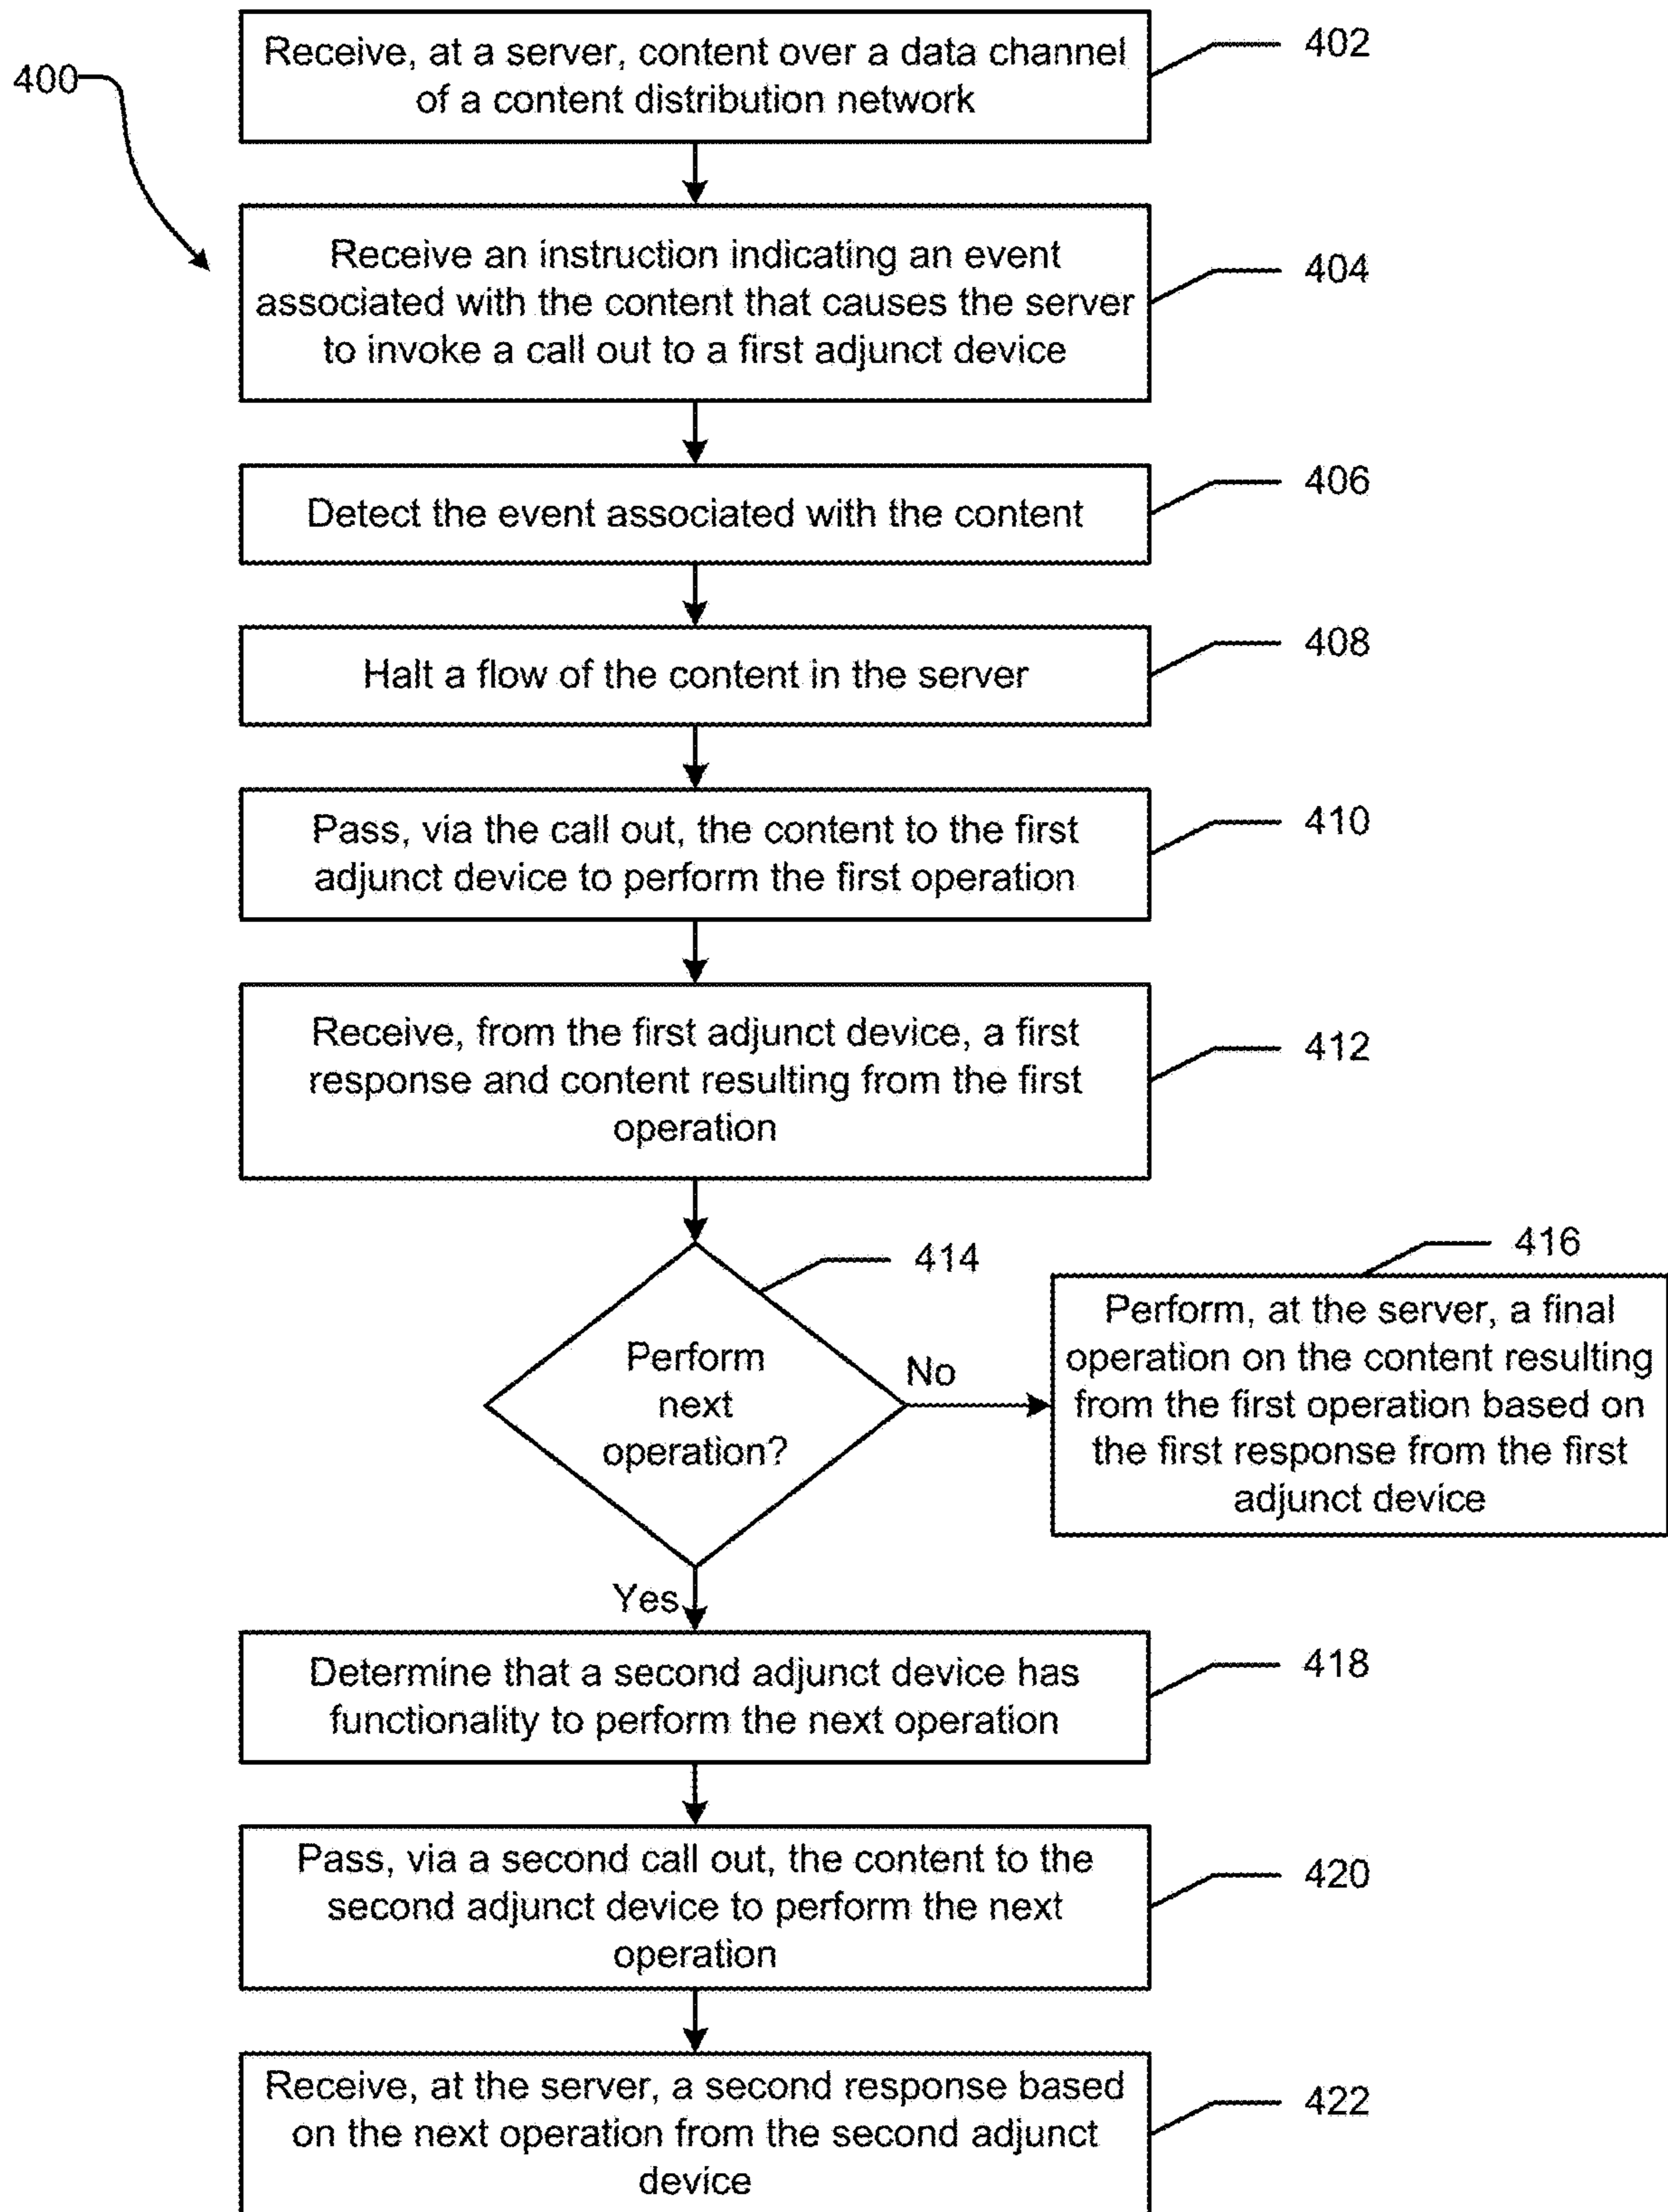 400
Receive, at a server, content over a data channel
of a content distribution network
402
Receive an instruction indicating an event
associated with the content that causes the server
to invoke a call out to a first adjunct device
404
Detect the event associated with the content
406
Halt a flow of the content in the server
408
Pass, via the call out, the content to the first
adjunct device to perform the first operation
410
Receive, from the first adjunct device, a first
response and content resulting from the first
operation
412
Perform
next
operation?
414
No
416
Perform, at the server, a final
operation on the content resulting
from the first operation based on
the first response from the first
adjunct device
Yes
Determine that a second adjunct device has
functionality to perform the next operation
418
Pass, via a second call out, the content to the
second adjunct device to perform the next
operation
420
Receive, at the server, a second response based
on the next operation from the second adjunct
device
422